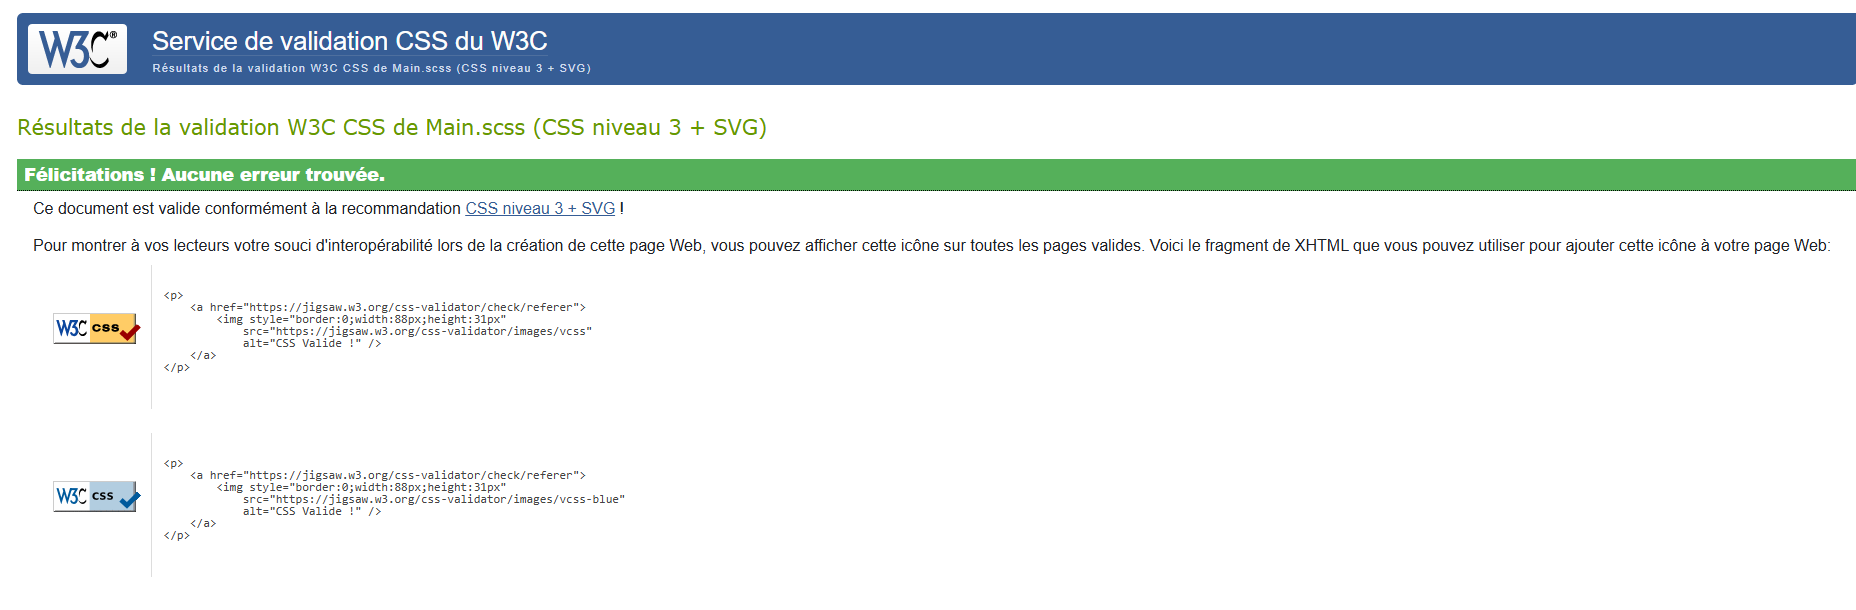 W3C®
Service de validation CSS du W3C
Résultats de la validation W3C CSS de Main.scss (CSS niveau 3 + SVG)
Résultats de la validation W3C CSS de Main.scss (CSS niveau 3 + SVG)
Félicitations ! Aucune erreur trouvée.
Ce document est valide conformément à la recommandation CSS niveau 3 + SVG !
Pour montrer à vos lecteurs votre souci d'interopérabilité lors de la création de cette page Web, vous pouvez afficher cette icône sur toutes les pages valides. Voici le fragment de XHTML que vous pouvez utiliser pour ajouter cette icône à votre page Web:
W3C css
<p>
<a href="https://jigsaw.w3.org/css-validator/check/referer">
<img style="border:0;width:88px;height:31px"
src="https://jigsaw.w3.org/css-validator/images/vcss"
alt="CSS Valide !" />
</a>
</p>
W3C css
<p>
<a href="https://jigsaw.w3.org/css-validator/check/referer">
<img style="border:0;width:88px;height:31px"
src="https://jigsaw.w3.org/css-validator/images/vcss-blue"
alt="CSS Valide !" />
</a>
</p>